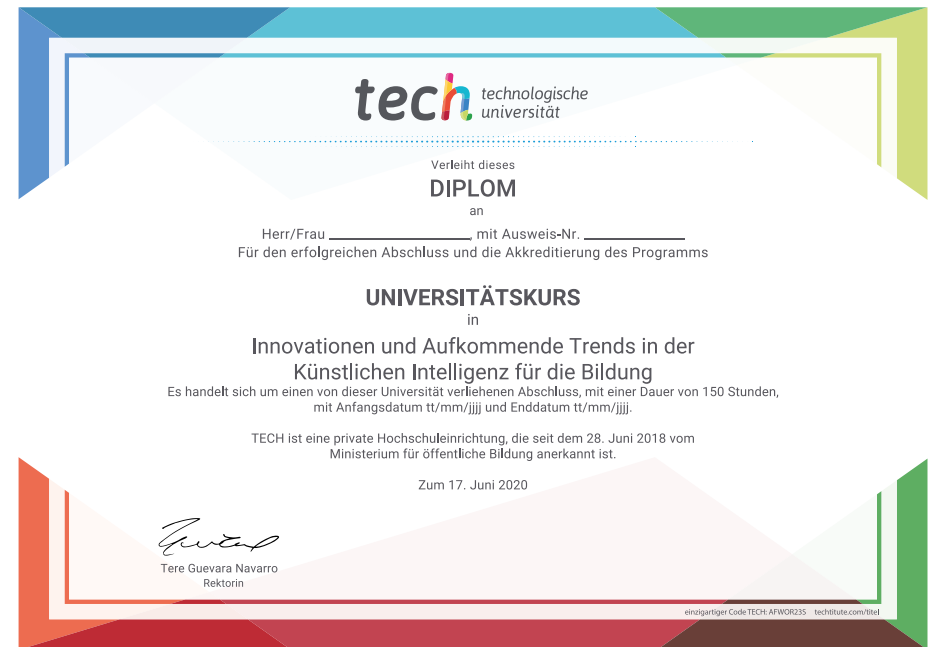 tech technologische
universität
Verleiht dieses
DIPLOM
an
Herr/Frau ____________, mit Ausweis-Nr. ____________
Für den erfolgreichen Abschluss und die Akkreditierung des Programms
UNIVERSITÄTSKURS
in
Innovationen und Aufkommende Trends in der
Künstlichen Intelligenz für die Bildung
Es handelt sich um einen von dieser Universität verliehenen Abschluss, mit einer Dauer von 150 Stunden,
mit Anfangsdatum tt/mm/jjjj und Enddatum tt/mm/jjjj.
TECH ist eine private Hochschuleinrichtung, die seit dem 28. Juni 2018 vom
Ministerium für öffentliche Bildung anerkannt ist.
Zum 17. Juni 2020
Tere Guevara Navarro
Rektorin
einzigartiger Code TECH: AFWOR23S techtitute.com/titel